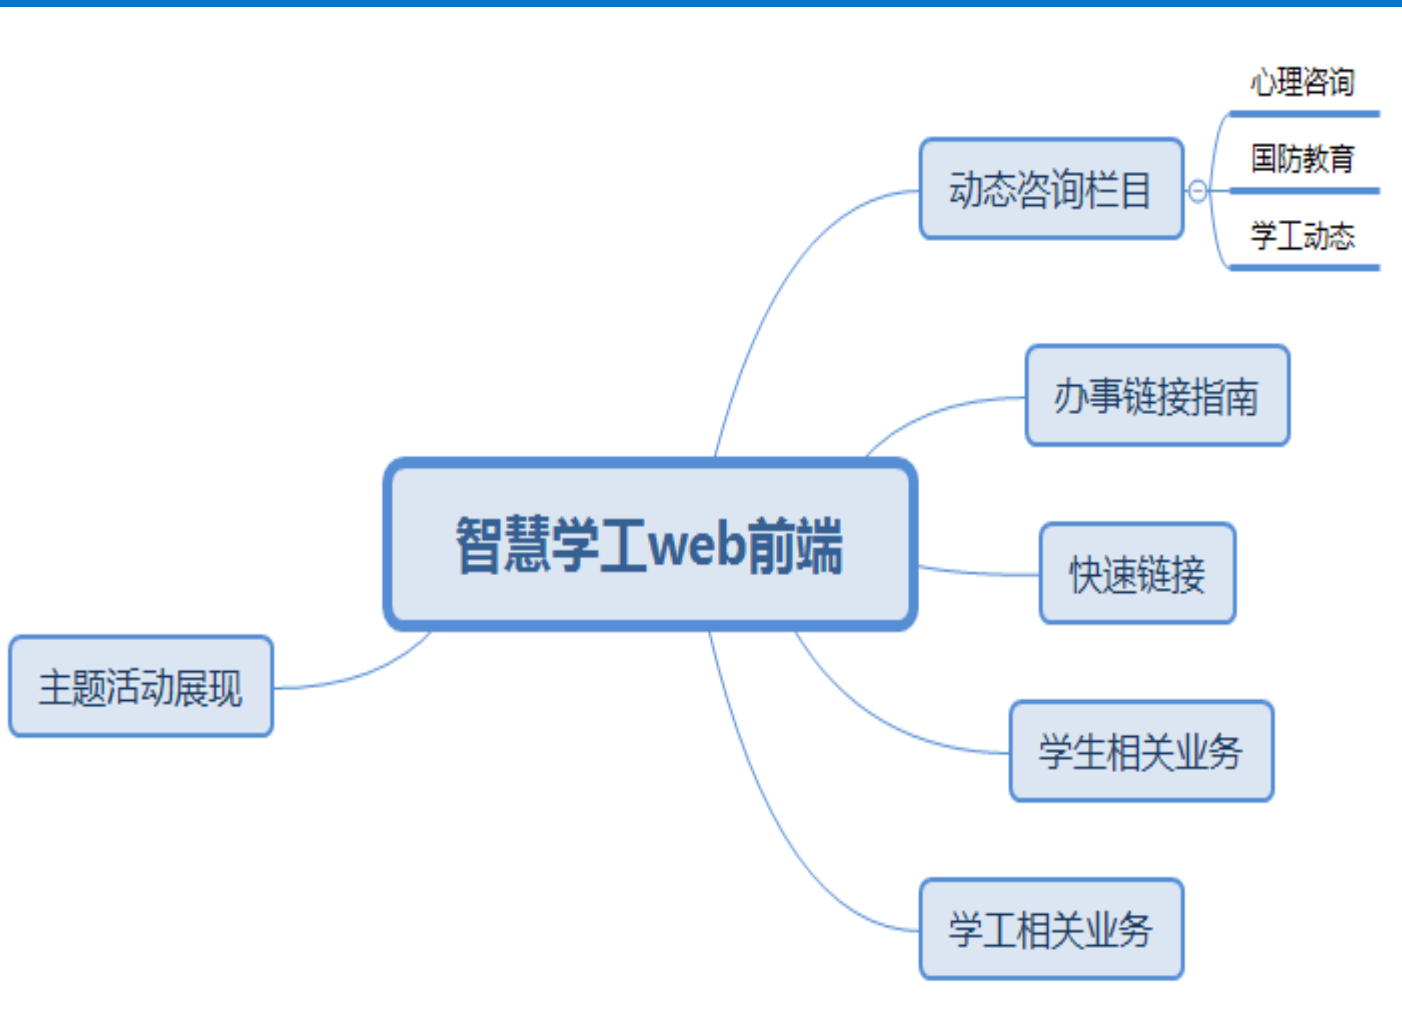 心理咨询
国防教育
学工动态
动态咨询栏目
办事链接指南
智慧学工web前端
快速链接
主题活动展现
学生相关业务
学工相关业务